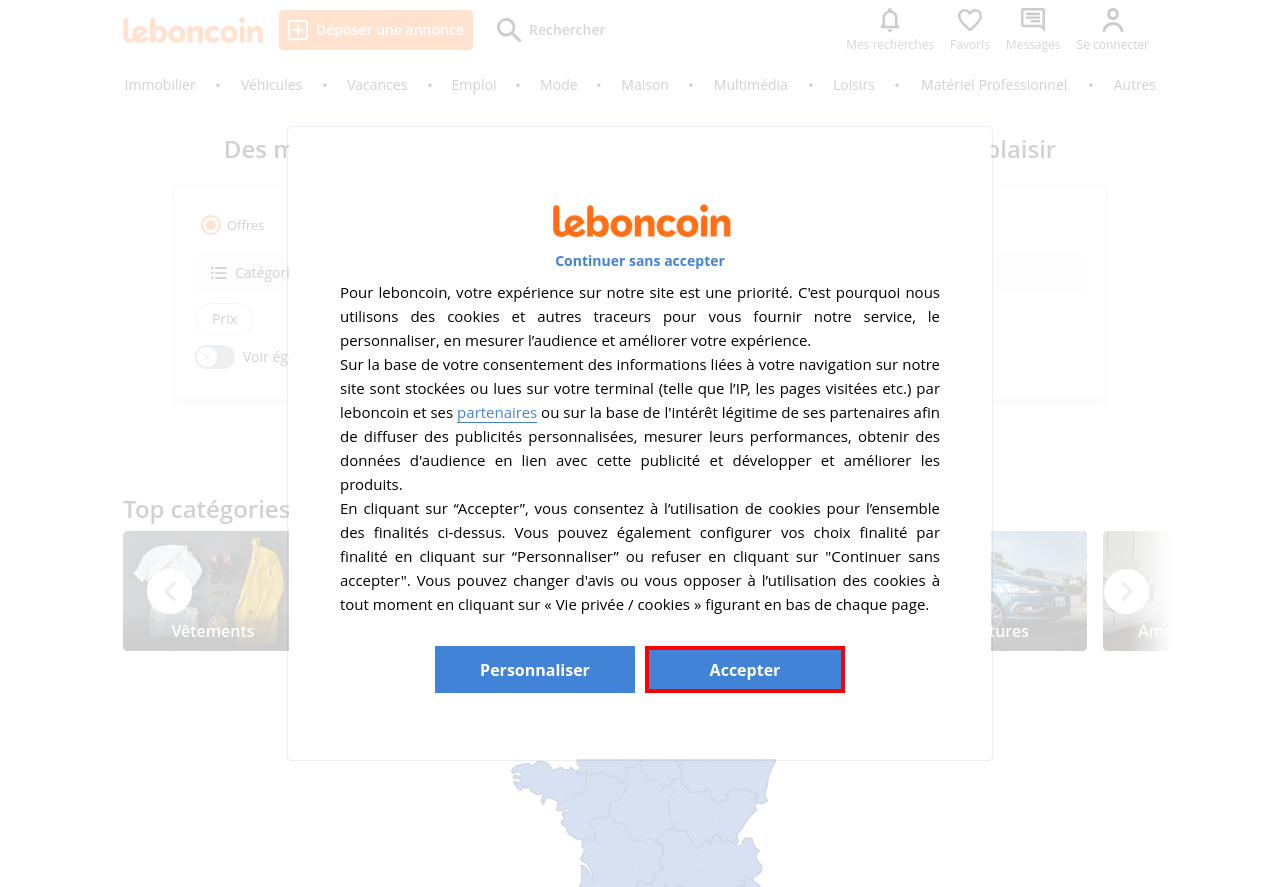 leboncoin
Déposer une annonce
Rechercher
Mes recherches
Favoris
Messages
Se connecter
Immobilier • Véhicules • Vacances • Emploi • Mode • Maison • Multimédia • Loisirs • Matériel Professionnel • Autres
Des
plaisir
Offres
Prix
Voir
leboncoin
Continuer sans accepter
Pour leboncoin, votre expérience sur notre site est une priorité. C'est pourquoi nous
utilisons des cookies et autres traceurs pour vous fournir notre service, le
personnaliser, en mesurer l’audience et améliorer votre expérience.
Sur la base de votre consentement des informations liées à votre navigation sur notre
site sont stockées ou lues sur votre terminal (telle que l’IP, les pages visitées etc.) par
leboncoin et ses partenaires ou sur la base de l'intérêt légitime de ses partenaires afin
de diffuser des publicités personnalisées, mesurer leurs performances, obtenir des
données d'audience en lien avec cette publicité et développer et améliorer les
produits.
En cliquant sur “Accepter”, vous consentez à l’utilisation de cookies pour l’ensemble
des finalités ci-dessus. Vous pouvez également configurer vos choix finalité par
finalité en cliquant sur “Personnaliser” ou refuser en cliquant sur "Continuer sans
accepter". Vous pouvez changer d'avis ou vous opposer à l’utilisation des cookies à
tout moment en cliquant sur « Vie privée / cookies » figurant en bas de chaque page.
Personnaliser
Accepter
Top catégories
Vêtements